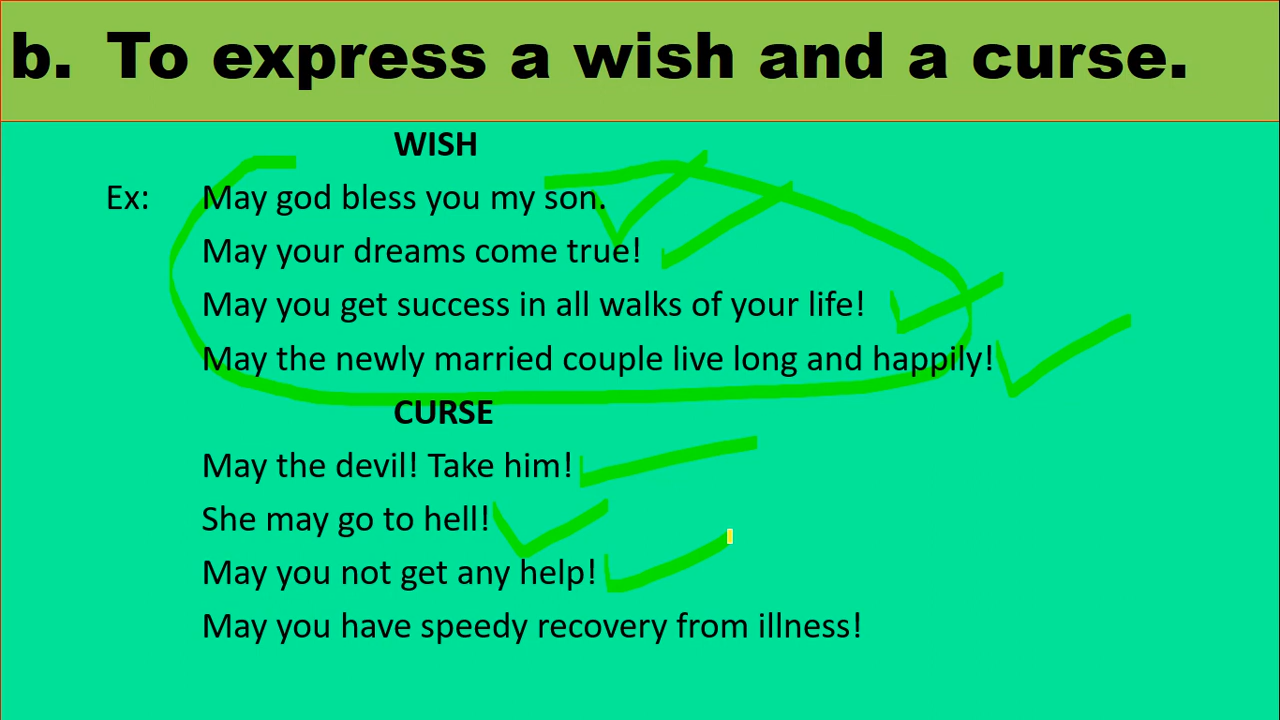 b. To express a wish and a curse.
WISH
Ex: May god bless you my son.
May your dreams come true!
May you get success in all walks of your life!
May the newly married couple live long and happily!
CURSE
May the devil! Take him!
She may go to hell!
May you not get any help!
May you have speedy recovery from illness!